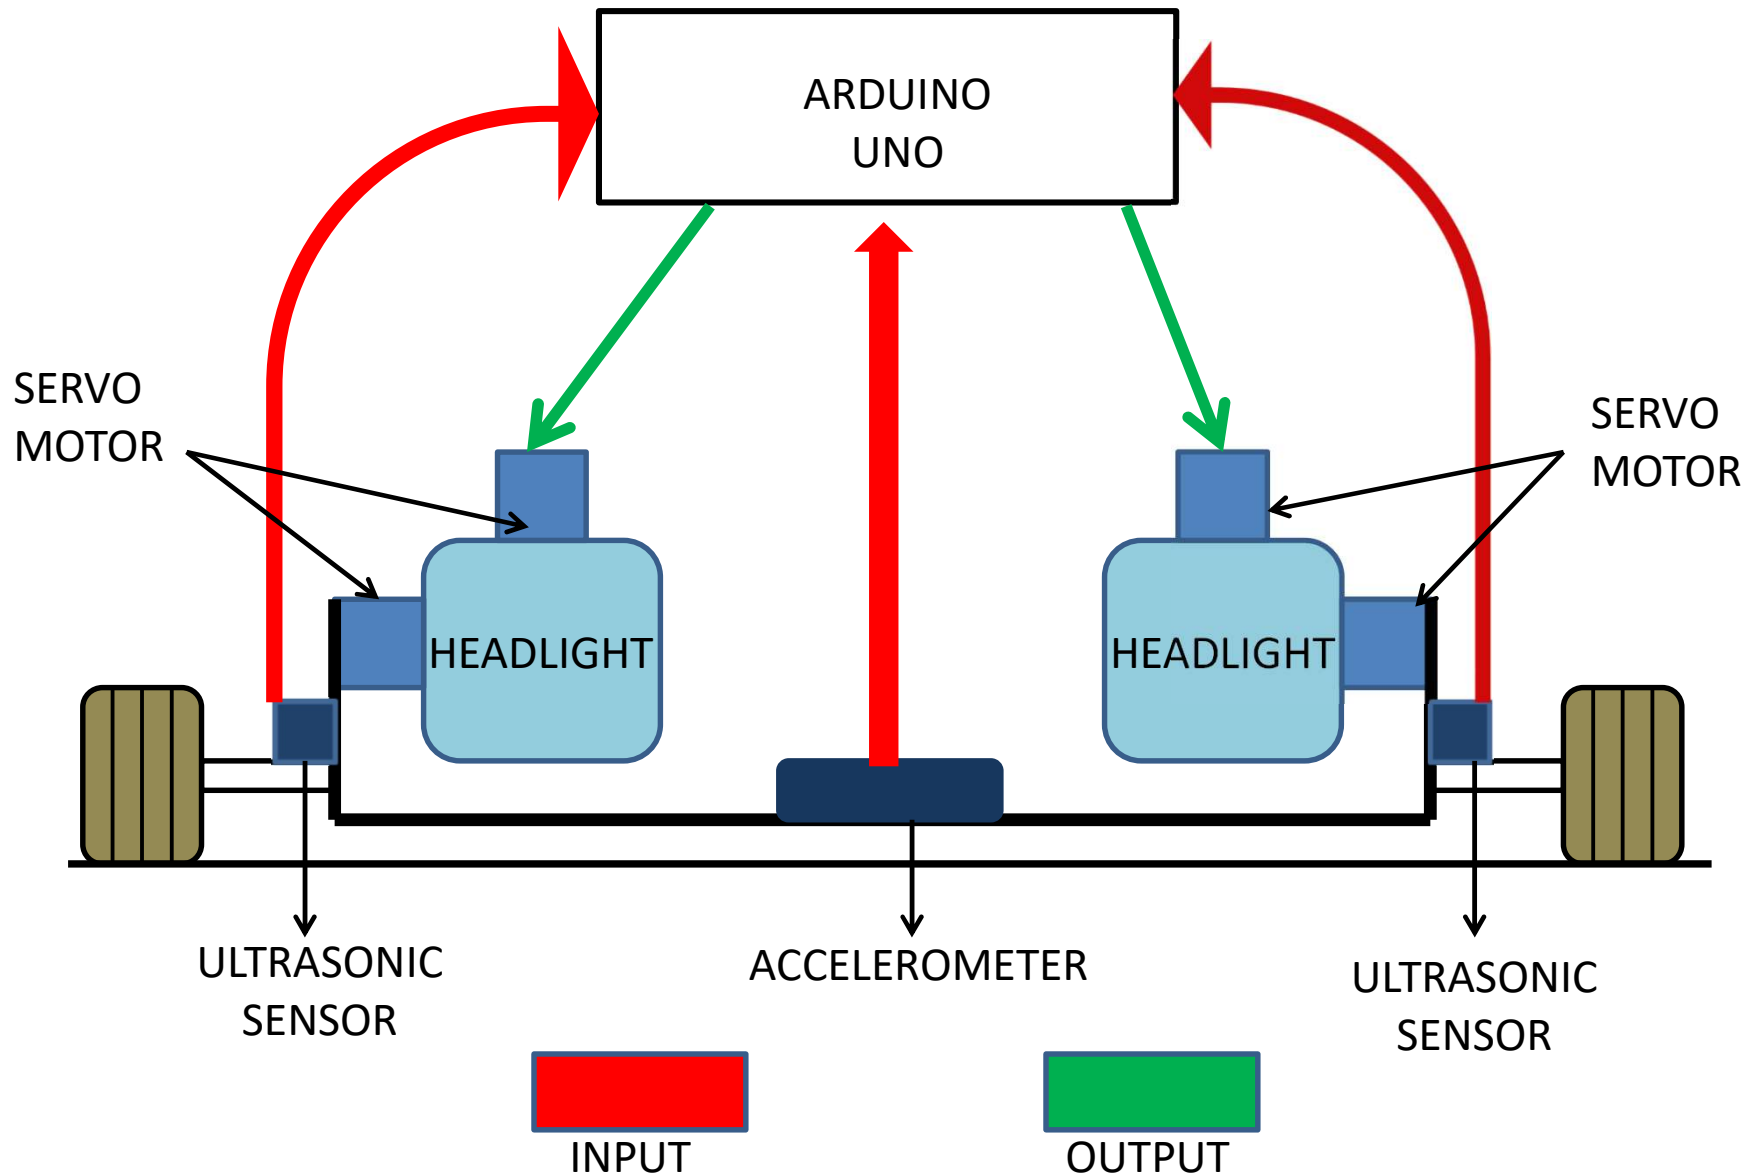 ARDUINO
UNO
SERVO
MOTOR
SERVO
MOTOR
HEADLIGHT
HEADLIGHT
ULTRASONIC
SENSOR
ACCELEROMETER
ULTRASONIC
SENSOR
INPUT
OUTPUT